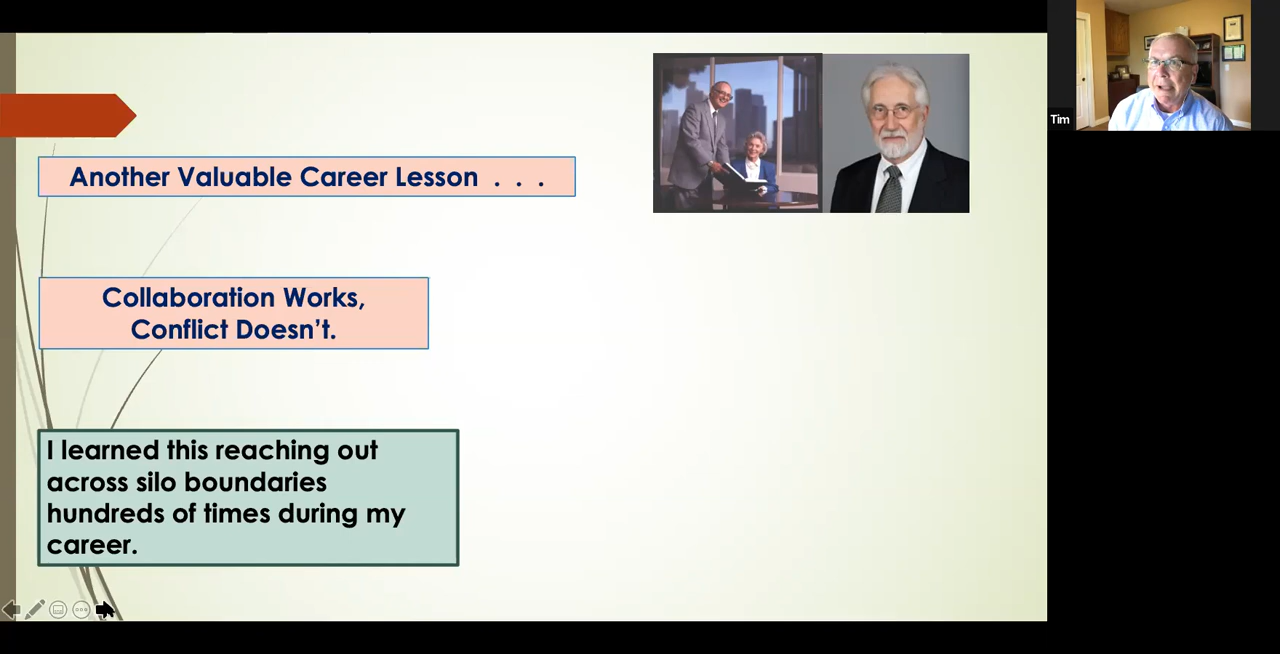 Another Valuable Career Lesson . . .
Collaboration Works,
Conflict Doesn't.
I learned this reaching out
across silo boundaries
hundreds of times during my
career.
Tim